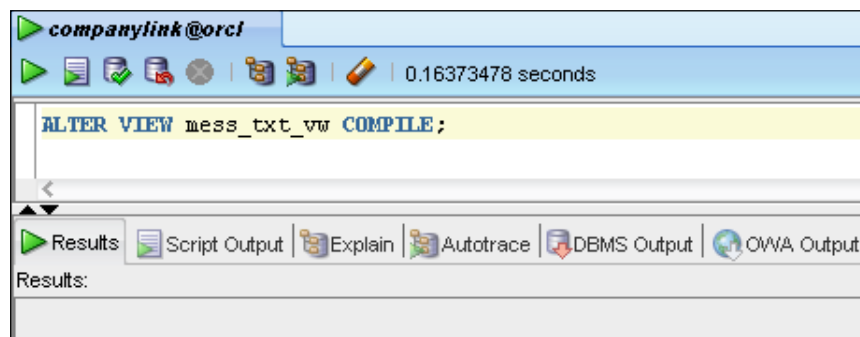 companylink@orcl
0.16373478 seconds
ALTER VIEW mess_txt_vw COMPILE;
Results Script Output Explain Autotrace DBMS Output OWA Output
Results: